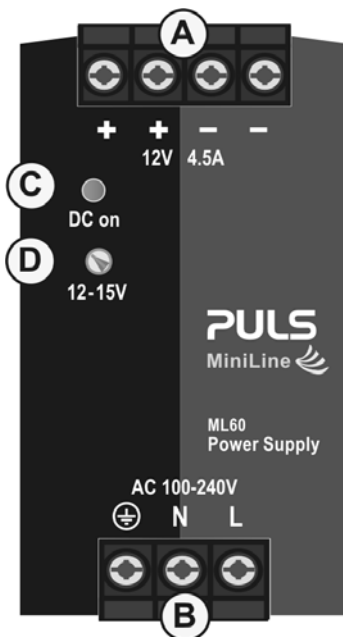 A
+ + − −
12V 4.5A
C
DC on
D
12-15V
PULS
MiniLine
ML60
Power Supply
AC 100-240V
N L
B